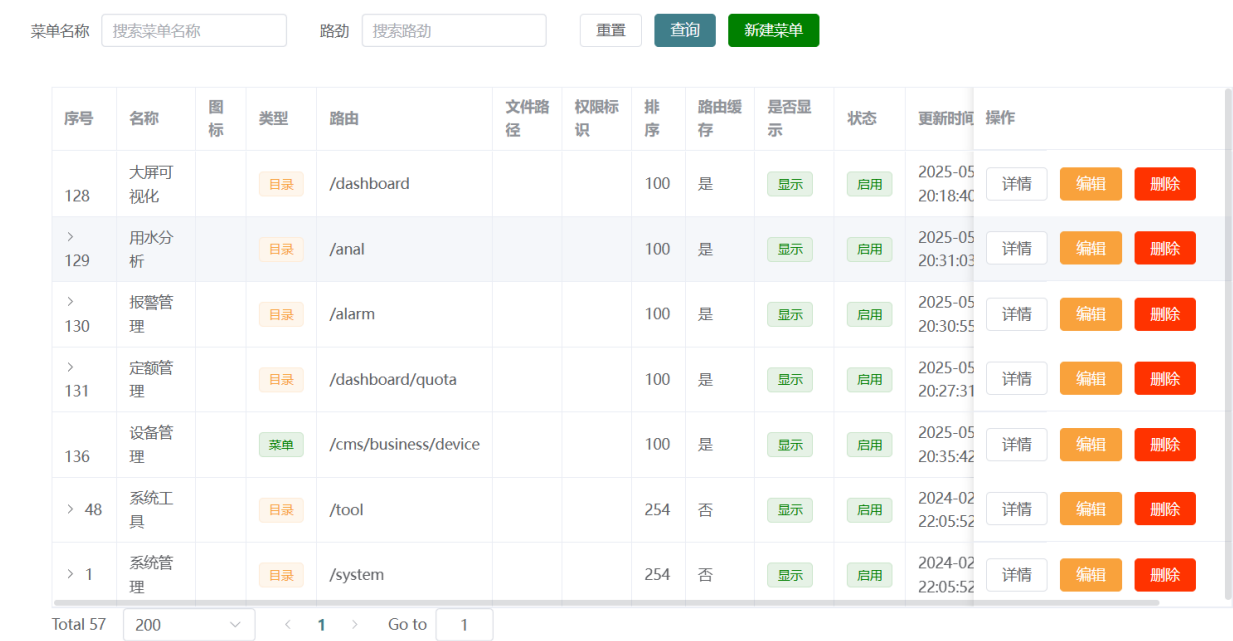 菜单名称 搜索菜单名称 路劲 搜索路劲 重置 查询 新建菜单
序号 名称 图标 类型 路由 文件路径 权限标识 排序 路由缓存 是否显示 状态 更新时间 操作
128 大屏可视化 目录 /dashboard 100 是 显示 启用 2025-05 20:18:40 详情 编辑 删除
> 129 用水分析 目录 /anal 100 是 显示 启用 2025-05 20:31:03 详情 编辑 删除
> 130 报警管理 目录 /alarm 100 是 显示 启用 2025-05 20:30:55 详情 编辑 删除
> 131 定额管理 目录 /dashboard/quota 100 是 显示 启用 2025-05 20:27:31 详情 编辑 删除
136 设备管理 菜单 /cms/business/device 100 是 显示 启用 2025-05 20:35:42 详情 编辑 删除
> 48 系统工具 目录 /tool 254 否 显示 启用 2024-02 22:05:52 详情 编辑 删除
> 1 系统管理 目录 /system 254 否 显示 启用 2024-02 22:05:52 详情 编辑 删除
Total 57 200 < 1 > Go to 1